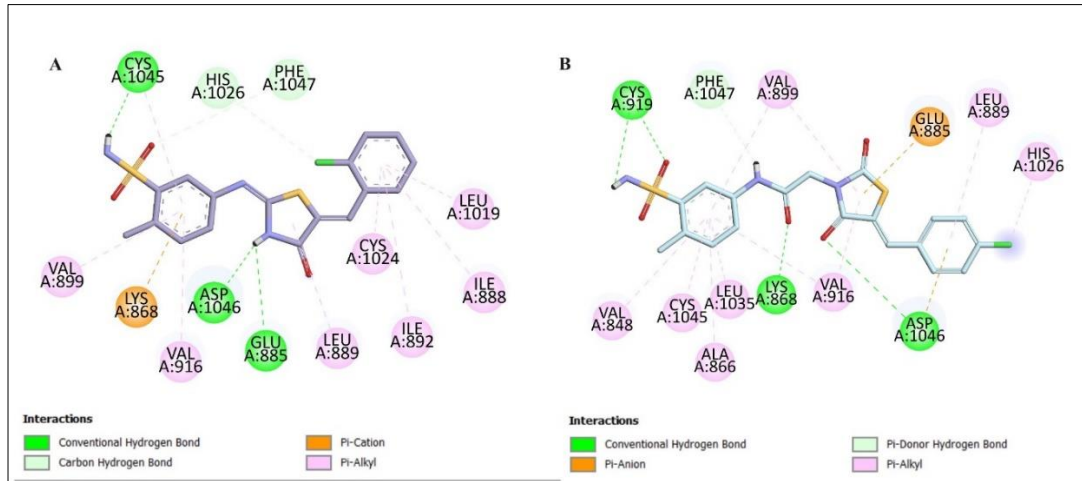 A
CYS
A:1045
HIS
A:1026
PHE
A:1047
LEU
A:1019
CYS
A:1024
ILE
A:888
VAL
A:899
LYS
A:868
ASP
A:1046
VAL
A:916
GLU
A:885
LEU
A:889
ILE
A:892
Interactions
Conventional Hydrogen Bond
Carbon Hydrogen Bond
Pi-Cation
Pi-Alkyl
B
CYS
A:919
PHE
A:1047
VAL
A:899
GLU
A:885
LEU
A:889
HIS
A:1026
VAL
A:848
CYS
A:1045
LEU
A:1035
LYS
A:868
VAL
A:916
ASP
A:1046
ALA
A:866
Interactions
Conventional Hydrogen Bond
Pi-Anion
Pi-Donor Hydrogen Bond
Pi-Alkyl